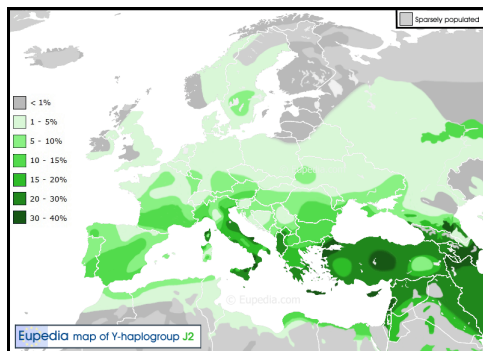 Sparsely populated
< 1%
1 - 5%
5 - 10%
10 - 15%
15 - 20%
20 - 30%
30 - 40%
© Eupedia.com
Eupedia map of Y-haplogroup J2